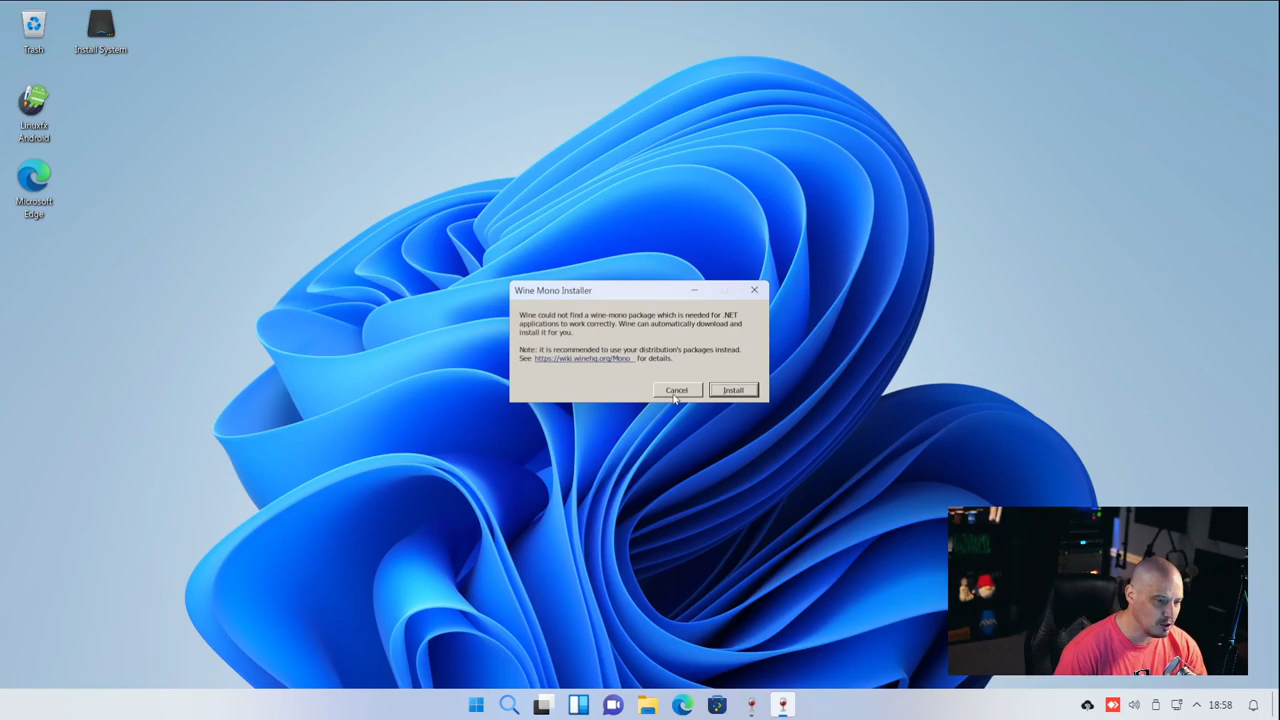 Trash
Install System
Linuxfx
Android
Microsoft
Edge
Wine Mono Installer
Wine could not find a wine-mono package which is needed for .NET
applications to work correctly. Wine can automatically download and
install it for you.
Note: it is recommended to use your distribution's packages instead.
See https://wiki.winehq.org/Mono for details.
Cancel
Install
18:58